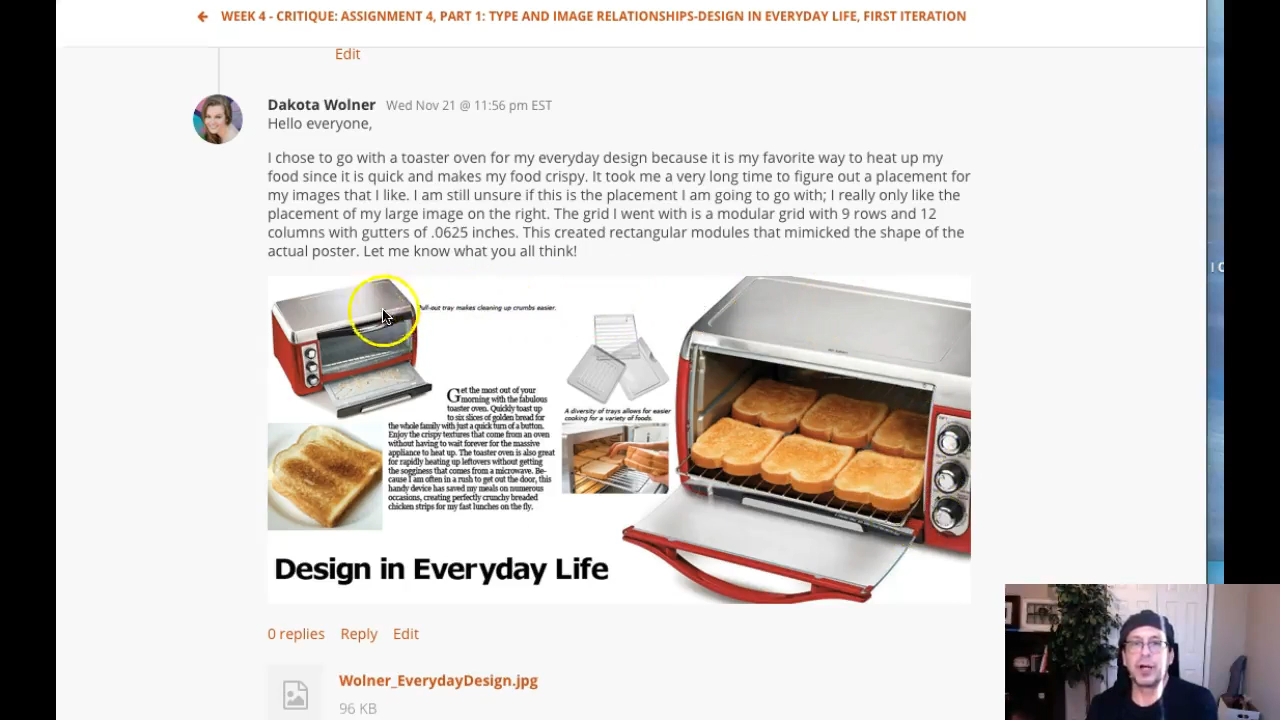 WEEK 4 - CRITIQUE: ASSIGNMENT 4, PART 1: TYPE AND IMAGE RELATIONSHIPS-DESIGN IN EVERYDAY LIFE, FIRST ITERATION
Edit
Dakota Wolner Wed Nov 21 @ 11:56 pm EST
Hello everyone,
I chose to go with a toaster oven for my everyday design because it is my favorite way to heat up my
food since it is quick and makes my food crispy. It took me a very long time to figure out a placement for
my images that I like. I am still unsure if this is the placement I am going to go with; I really only like the
placement of my large image on the right. The grid I went with is a modular grid with 9 rows and 12
columns with gutters of .0625 inches. This created rectangular modules that mimicked the shape of the
actual poster. Let me know what you all think!
Pull-out tray makes cleaning up crumbs easier.
Get the most out of your
morning with the fabulous
toaster oven. Quickly toast up
to six slices of golden bread for
the whole family with just a quick turn of a button.
Enjoy the crispy textures that come from an oven
without having to wait forever for the massive
appliance to heat up. The toaster oven is also great
for rapidly heating up leftovers without getting
the sogginess that comes from a microwave. Be-
cause I am often in a rush to get out the door, this
handy device has saved my meals on numerous
occasions, creating perfectly crunchy breaded
chicken strips for my fast lunches on the fly.
A diversity of trays allows for easier
cooking for a variety of foods.
Design in Everyday Life
0 replies Reply Edit
Wolner_EverydayDesign.jpg
96 KB